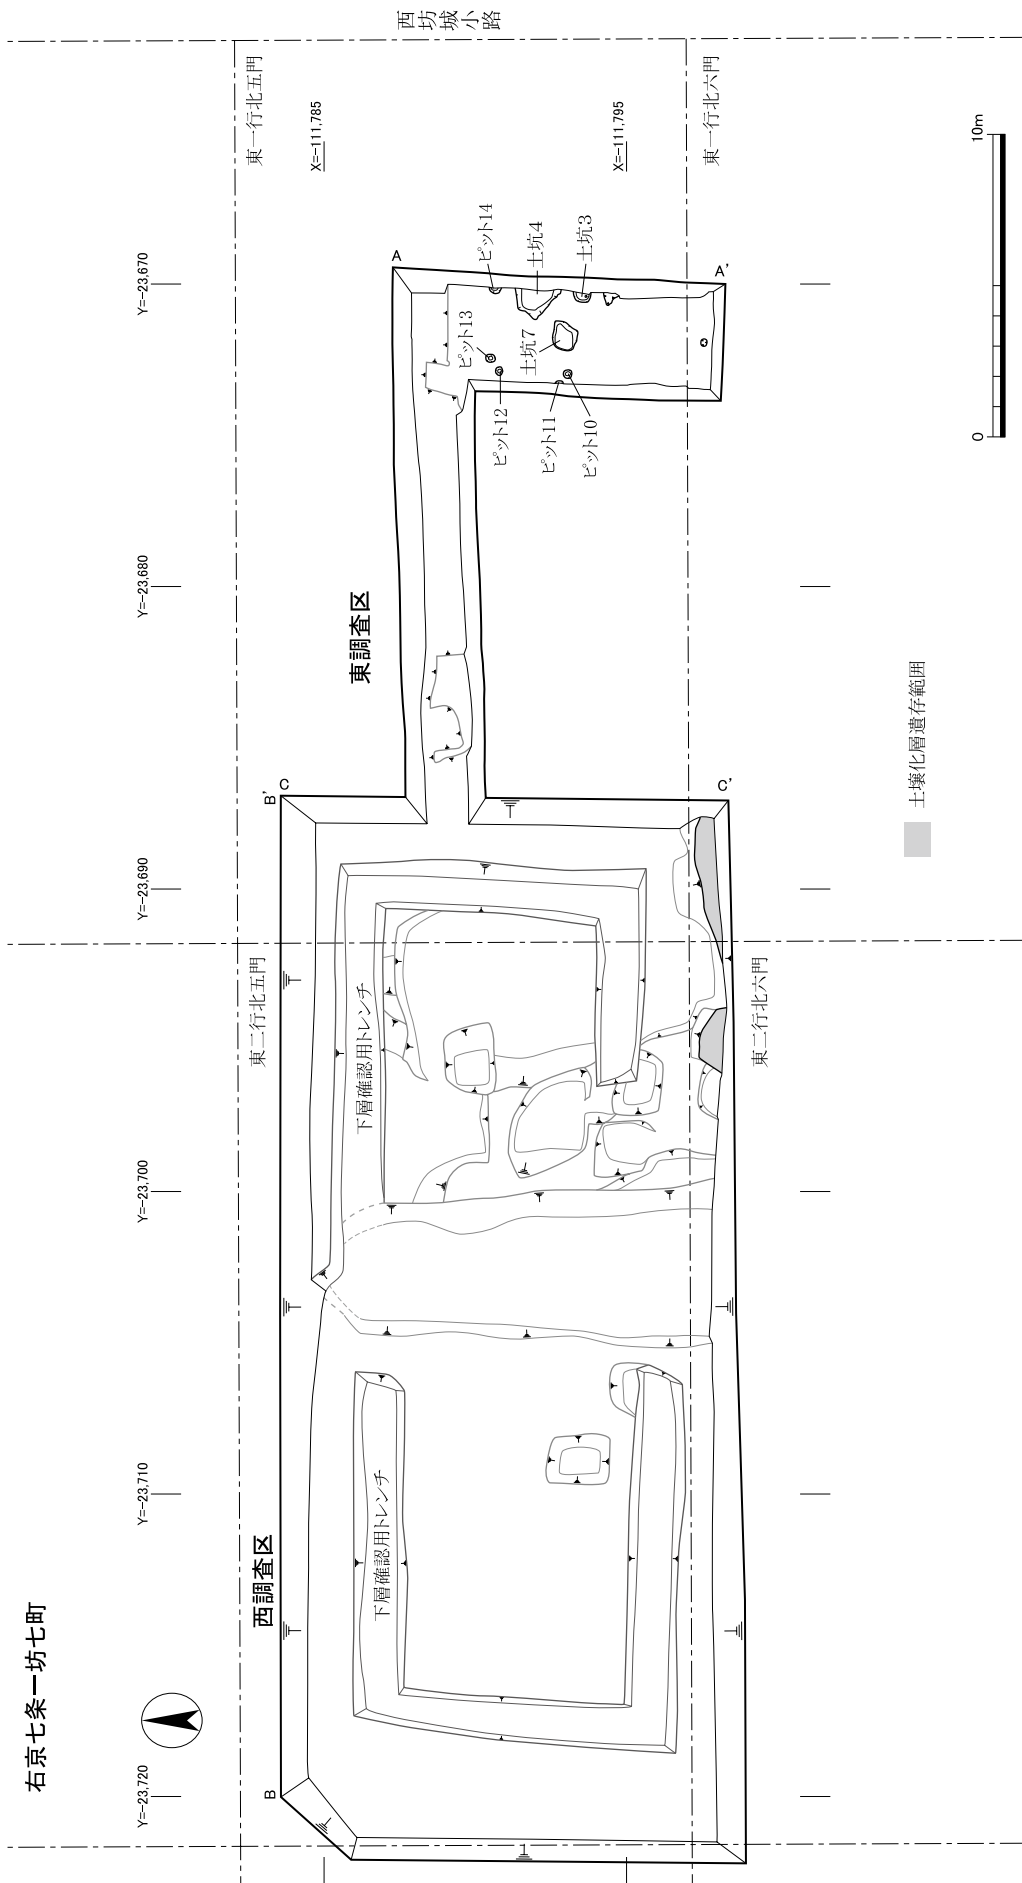 右京七条一坊七町
西坊城小路
東一行北五門
東一行北六門
X=-111,785
X=-111,795
Y=-23,670
Y=-23,680
Y=-23,690
Y=-23,700
Y=-23,710
Y=-23,720
A
A'
ピット14
土坑4
土坑3
ピット13
土坑7
ピット12
ピット11
ピット10
東調査区
B'
C
C'
東二行北五門
東二行北六門
下層確認用トレンチ
西調査区
下層確認用トレンチ
B
土壌化層遺存範囲
0
10m